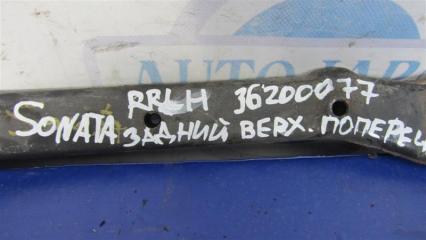 RRLH 36200077
SONATA ЗАДНИЙ ВЕРХ. ПОПЕРЕЧ